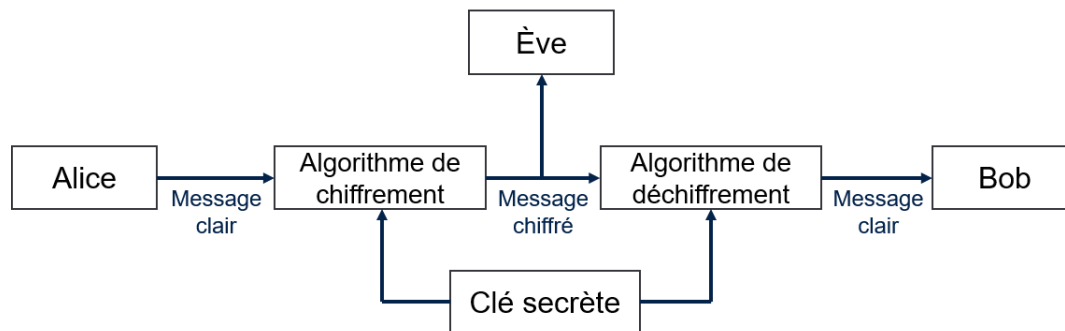 Ève
Alice
Message
clair
Algorithme de
chiffrement
Message
chiffré
Algorithme de
déchiffrement
Message
clair
Bob
Clé secrète